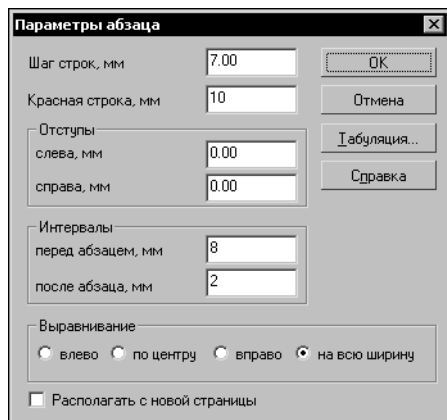 Параметры абзаца
Шаг строк, мм 7.00 OK
Красная строка, мм 10 Отмена
Отступы Табуляция...
слева, мм 0.00
справа, мм 0.00 Справка
Интервалы
перед абзацем, мм 8
после абзаца, мм 2
Выравнивание
влево по центру вправо на всю ширину
Располагать с новой страницы